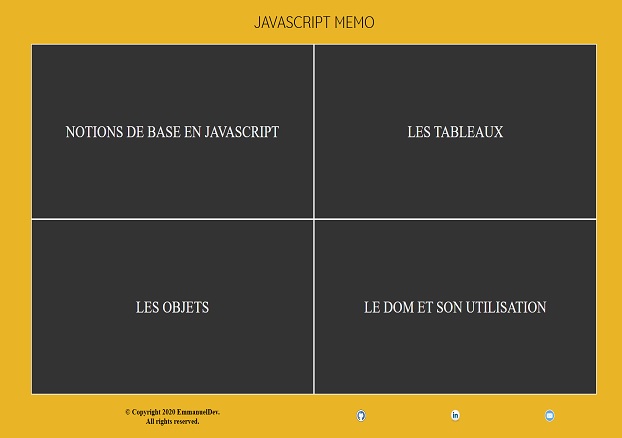 JAVASCRIPT MEMO
NOTIONS DE BASE EN JAVASCRIPT
LES TABLEAUX
LES OBJETS
LE DOM ET SON UTILISATION
© Copyright 2020 EmmanuelDev.
All rights reserved.
in